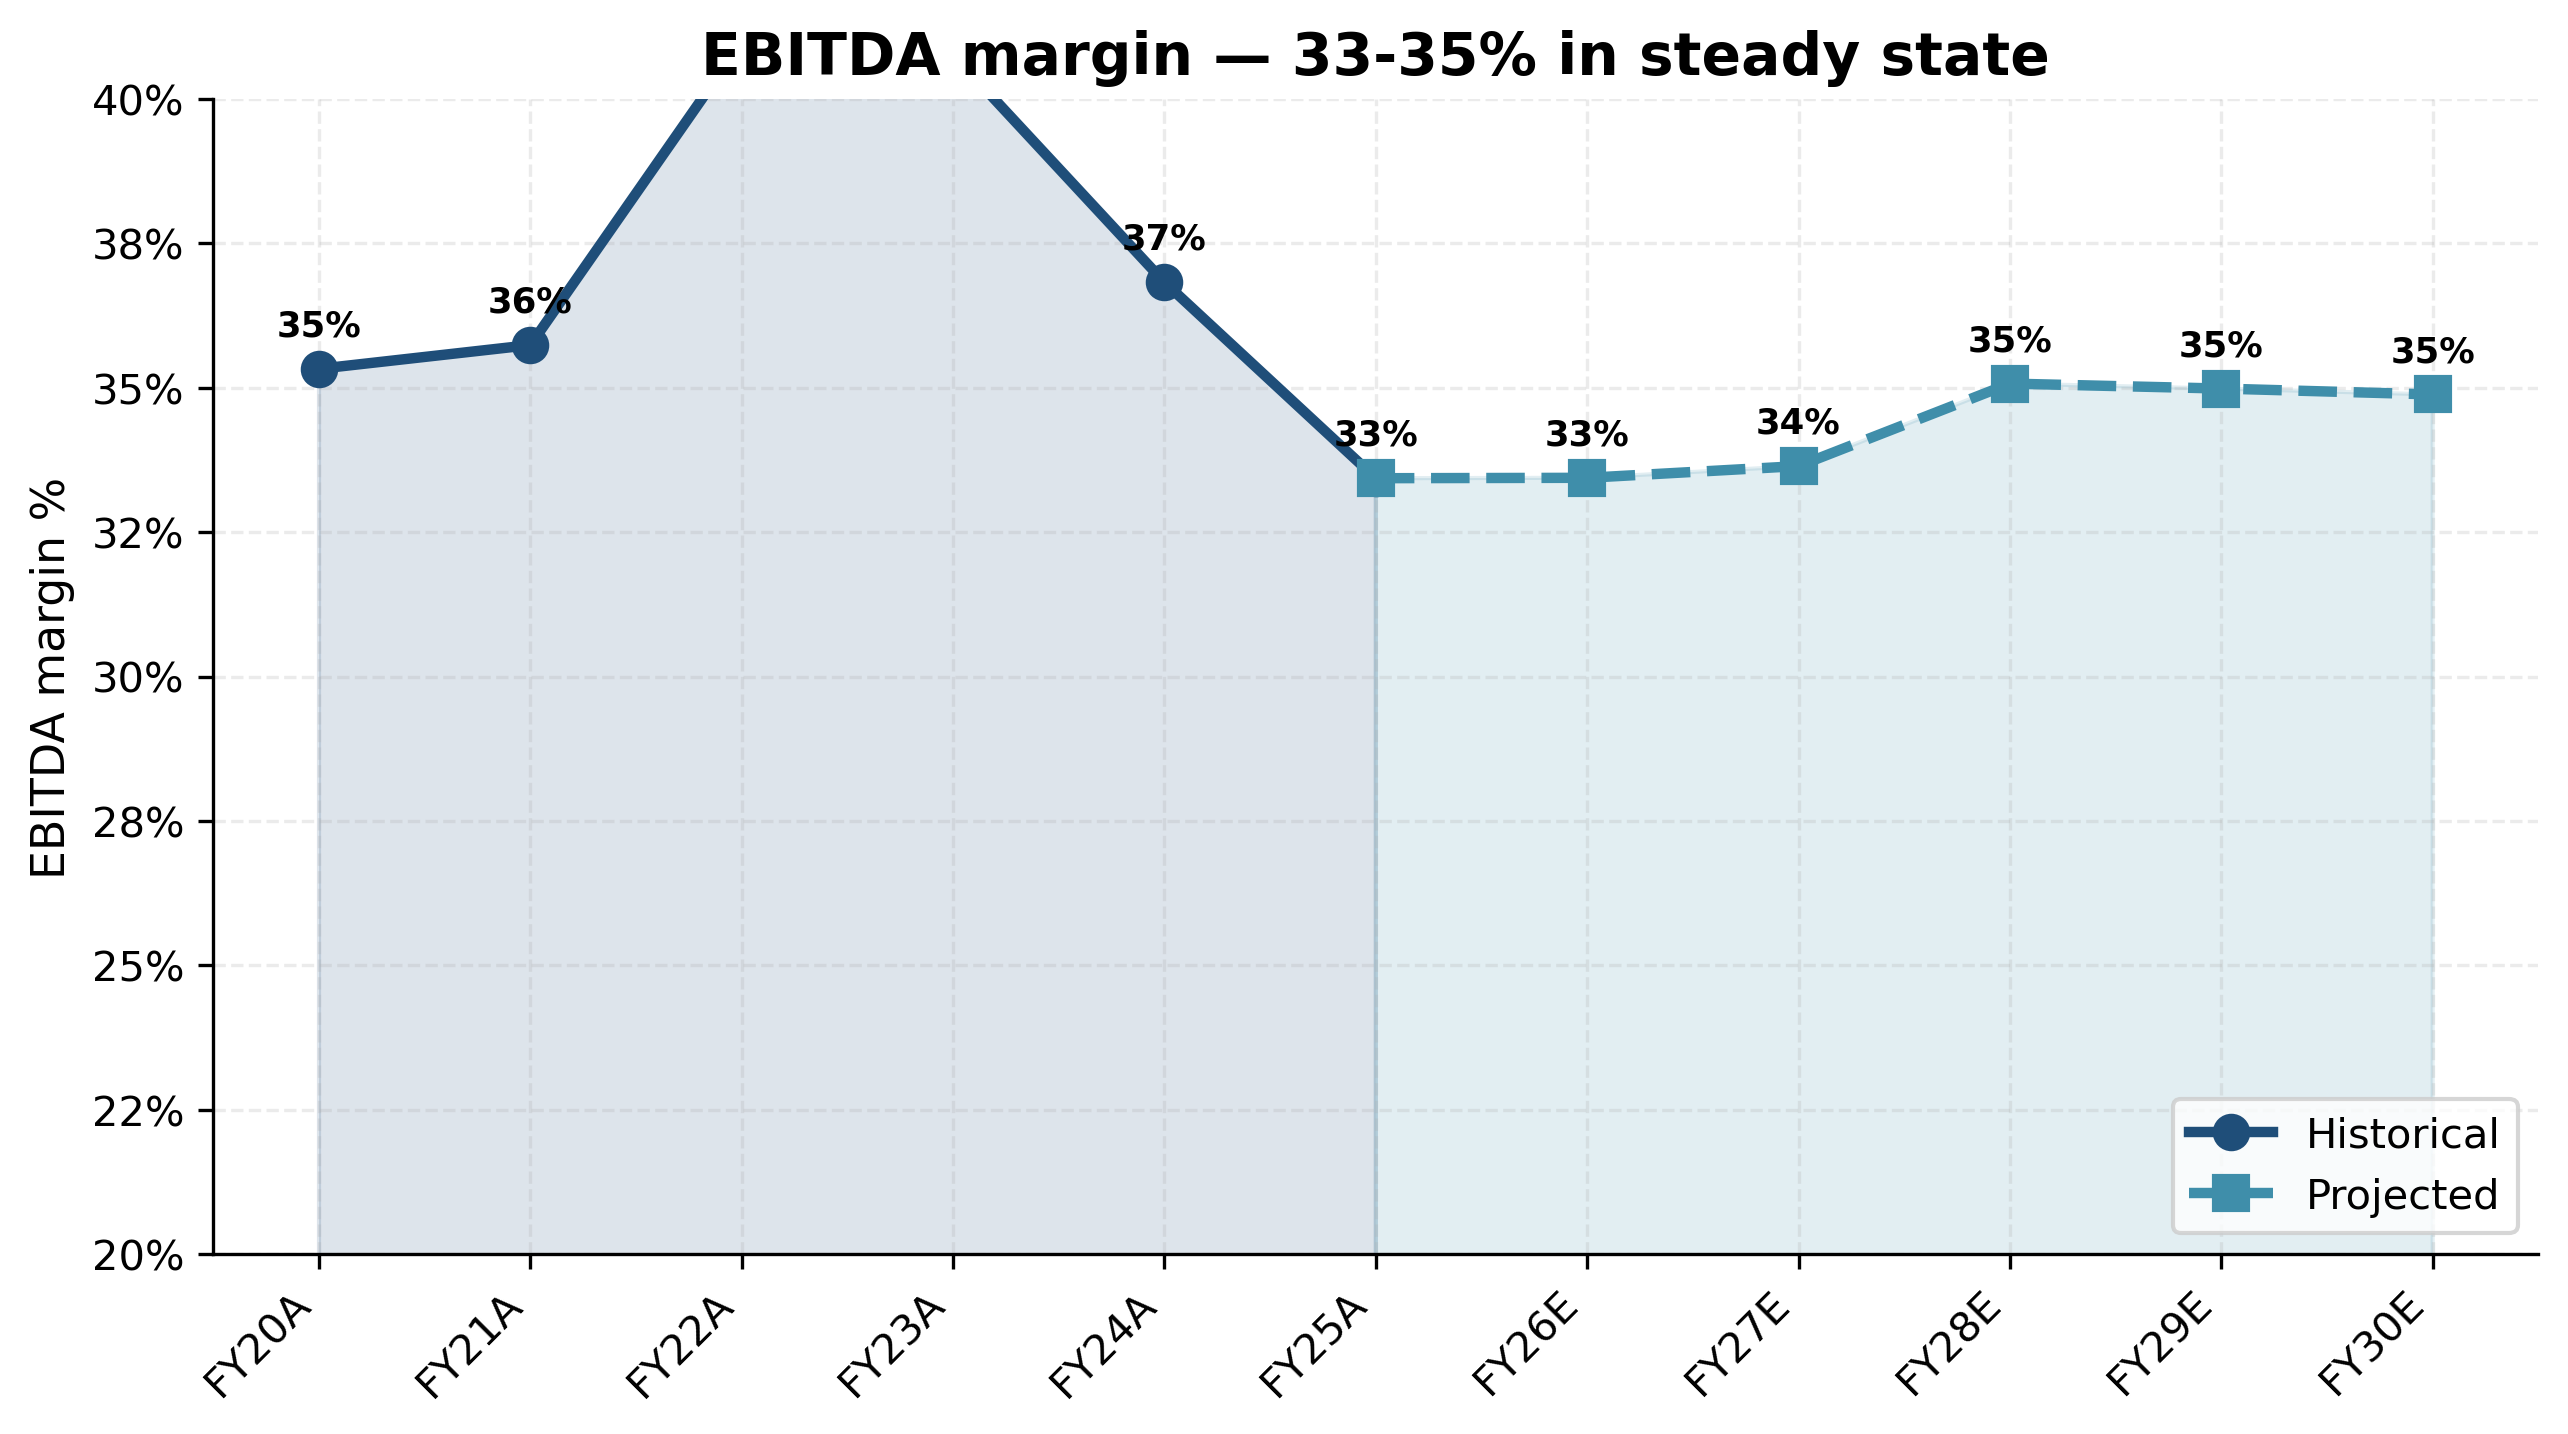 EBITDA margin — 33-35% in steady state
EBITDA margin %
40%
38%
35%
32%
30%
28%
25%
22%
20%
35%
36%
37%
33%
33%
34%
35%
35%
35%
Historical
Projected
FY20A
FY21A
FY22A
FY23A
FY24A
FY25A
FY26E
FY27E
FY28E
FY29E
FY30E